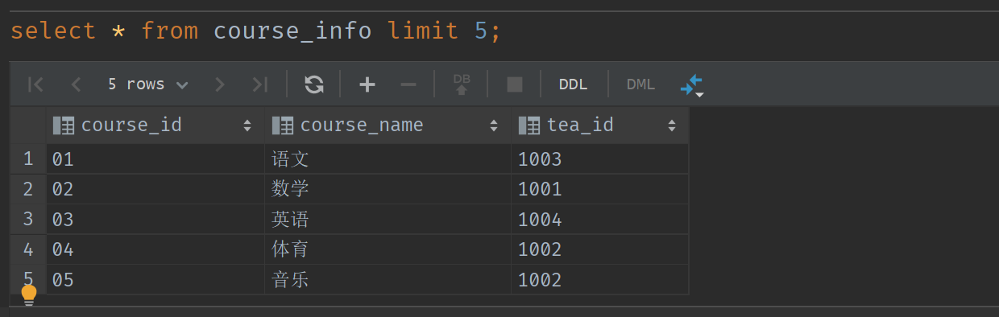 select * from course_info limit 5;
5 rows DB DDL DML
course_id course_name tea_id
1 01 语文 1003
2 02 数学 1001
3 03 英语 1004
4 04 体育 1002
5 05 音乐 1002